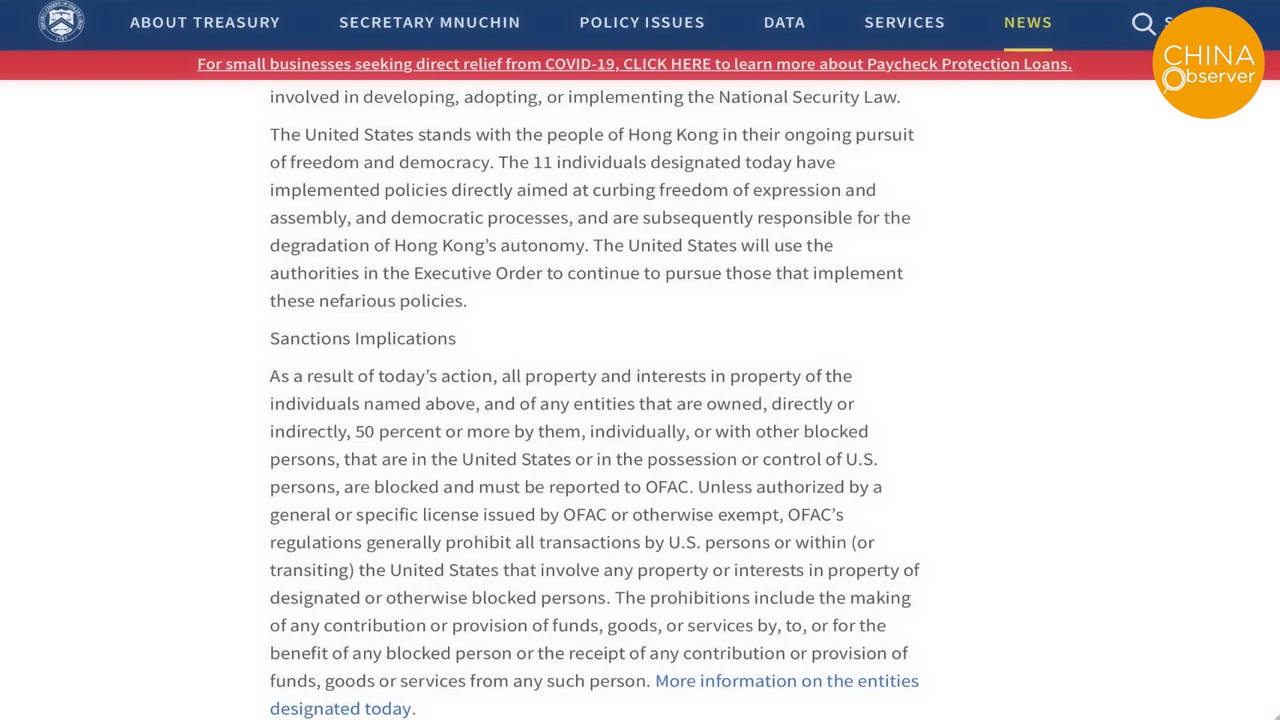 ABOUT TREASURY SECRETARY MNUCHIN POLICY ISSUES DATA SERVICES NEWS
For small businesses seeking direct relief from COVID-19, CLICK HERE to learn more about Paycheck Protection Loans.
CHINA
Observer
involved in developing, adopting, or implementing the National Security Law.
The United States stands with the people of Hong Kong in their ongoing pursuit
of freedom and democracy. The 11 individuals designated today have
implemented policies directly aimed at curbing freedom of expression and
assembly, and democratic processes, and are subsequently responsible for the
degradation of Hong Kong’s autonomy. The United States will use the
authorities in the Executive Order to continue to pursue those that implement
these nefarious policies.
Sanctions Implications
As a result of today’s action, all property and interests in property of the
individuals named above, and of any entities that are owned, directly or
indirectly, 50 percent or more by them, individually, or with other blocked
persons, that are in the United States or in the possession or control of U.S.
persons, are blocked and must be reported to OFAC. Unless authorized by a
general or specific license issued by OFAC or otherwise exempt, OFAC’s
regulations generally prohibit all transactions by U.S. persons or within (or
transiting) the United States that involve any property or interests in property of
designated or otherwise blocked persons. The prohibitions include the making
of any contribution or provision of funds, goods, or services by, to, or for the
benefit of any blocked person or the receipt of any contribution or provision of
funds, goods or services from any such person. More information on the entities
designated today.